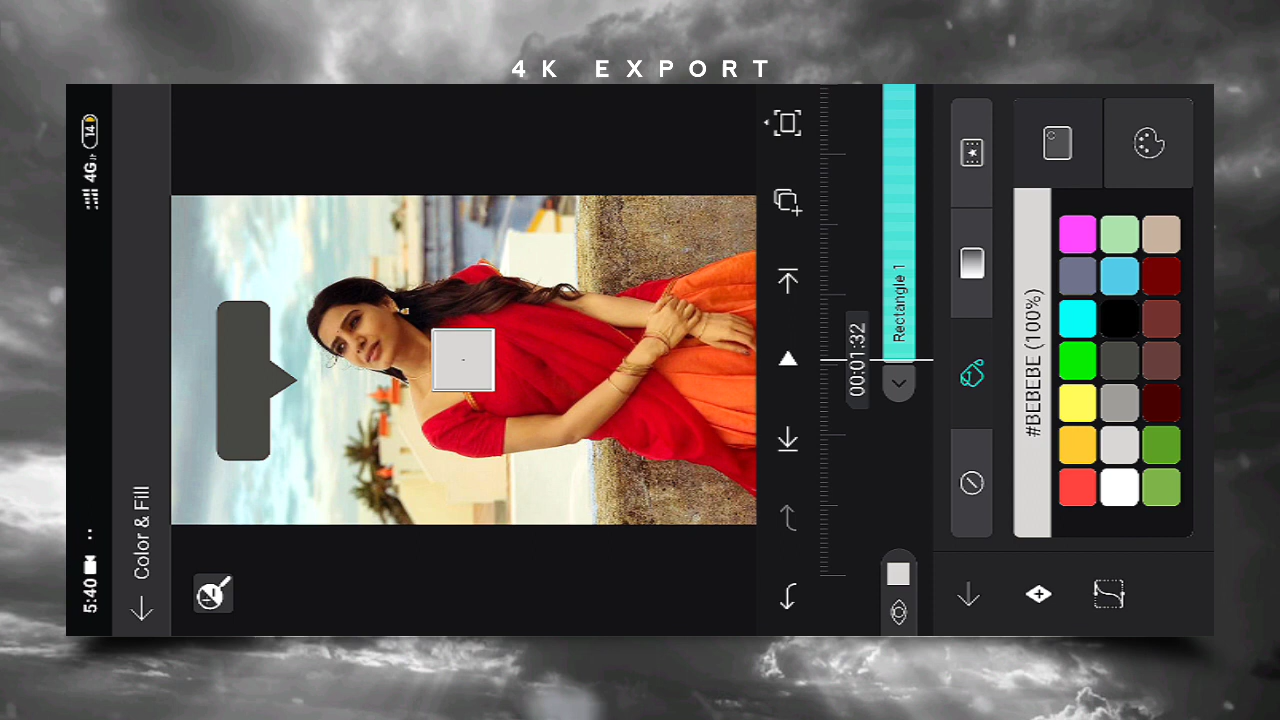 4K EXPORT
5:40
4G
14
Color & Fill
00:01:32
Rectangle 1
#BEBEBE (100%)